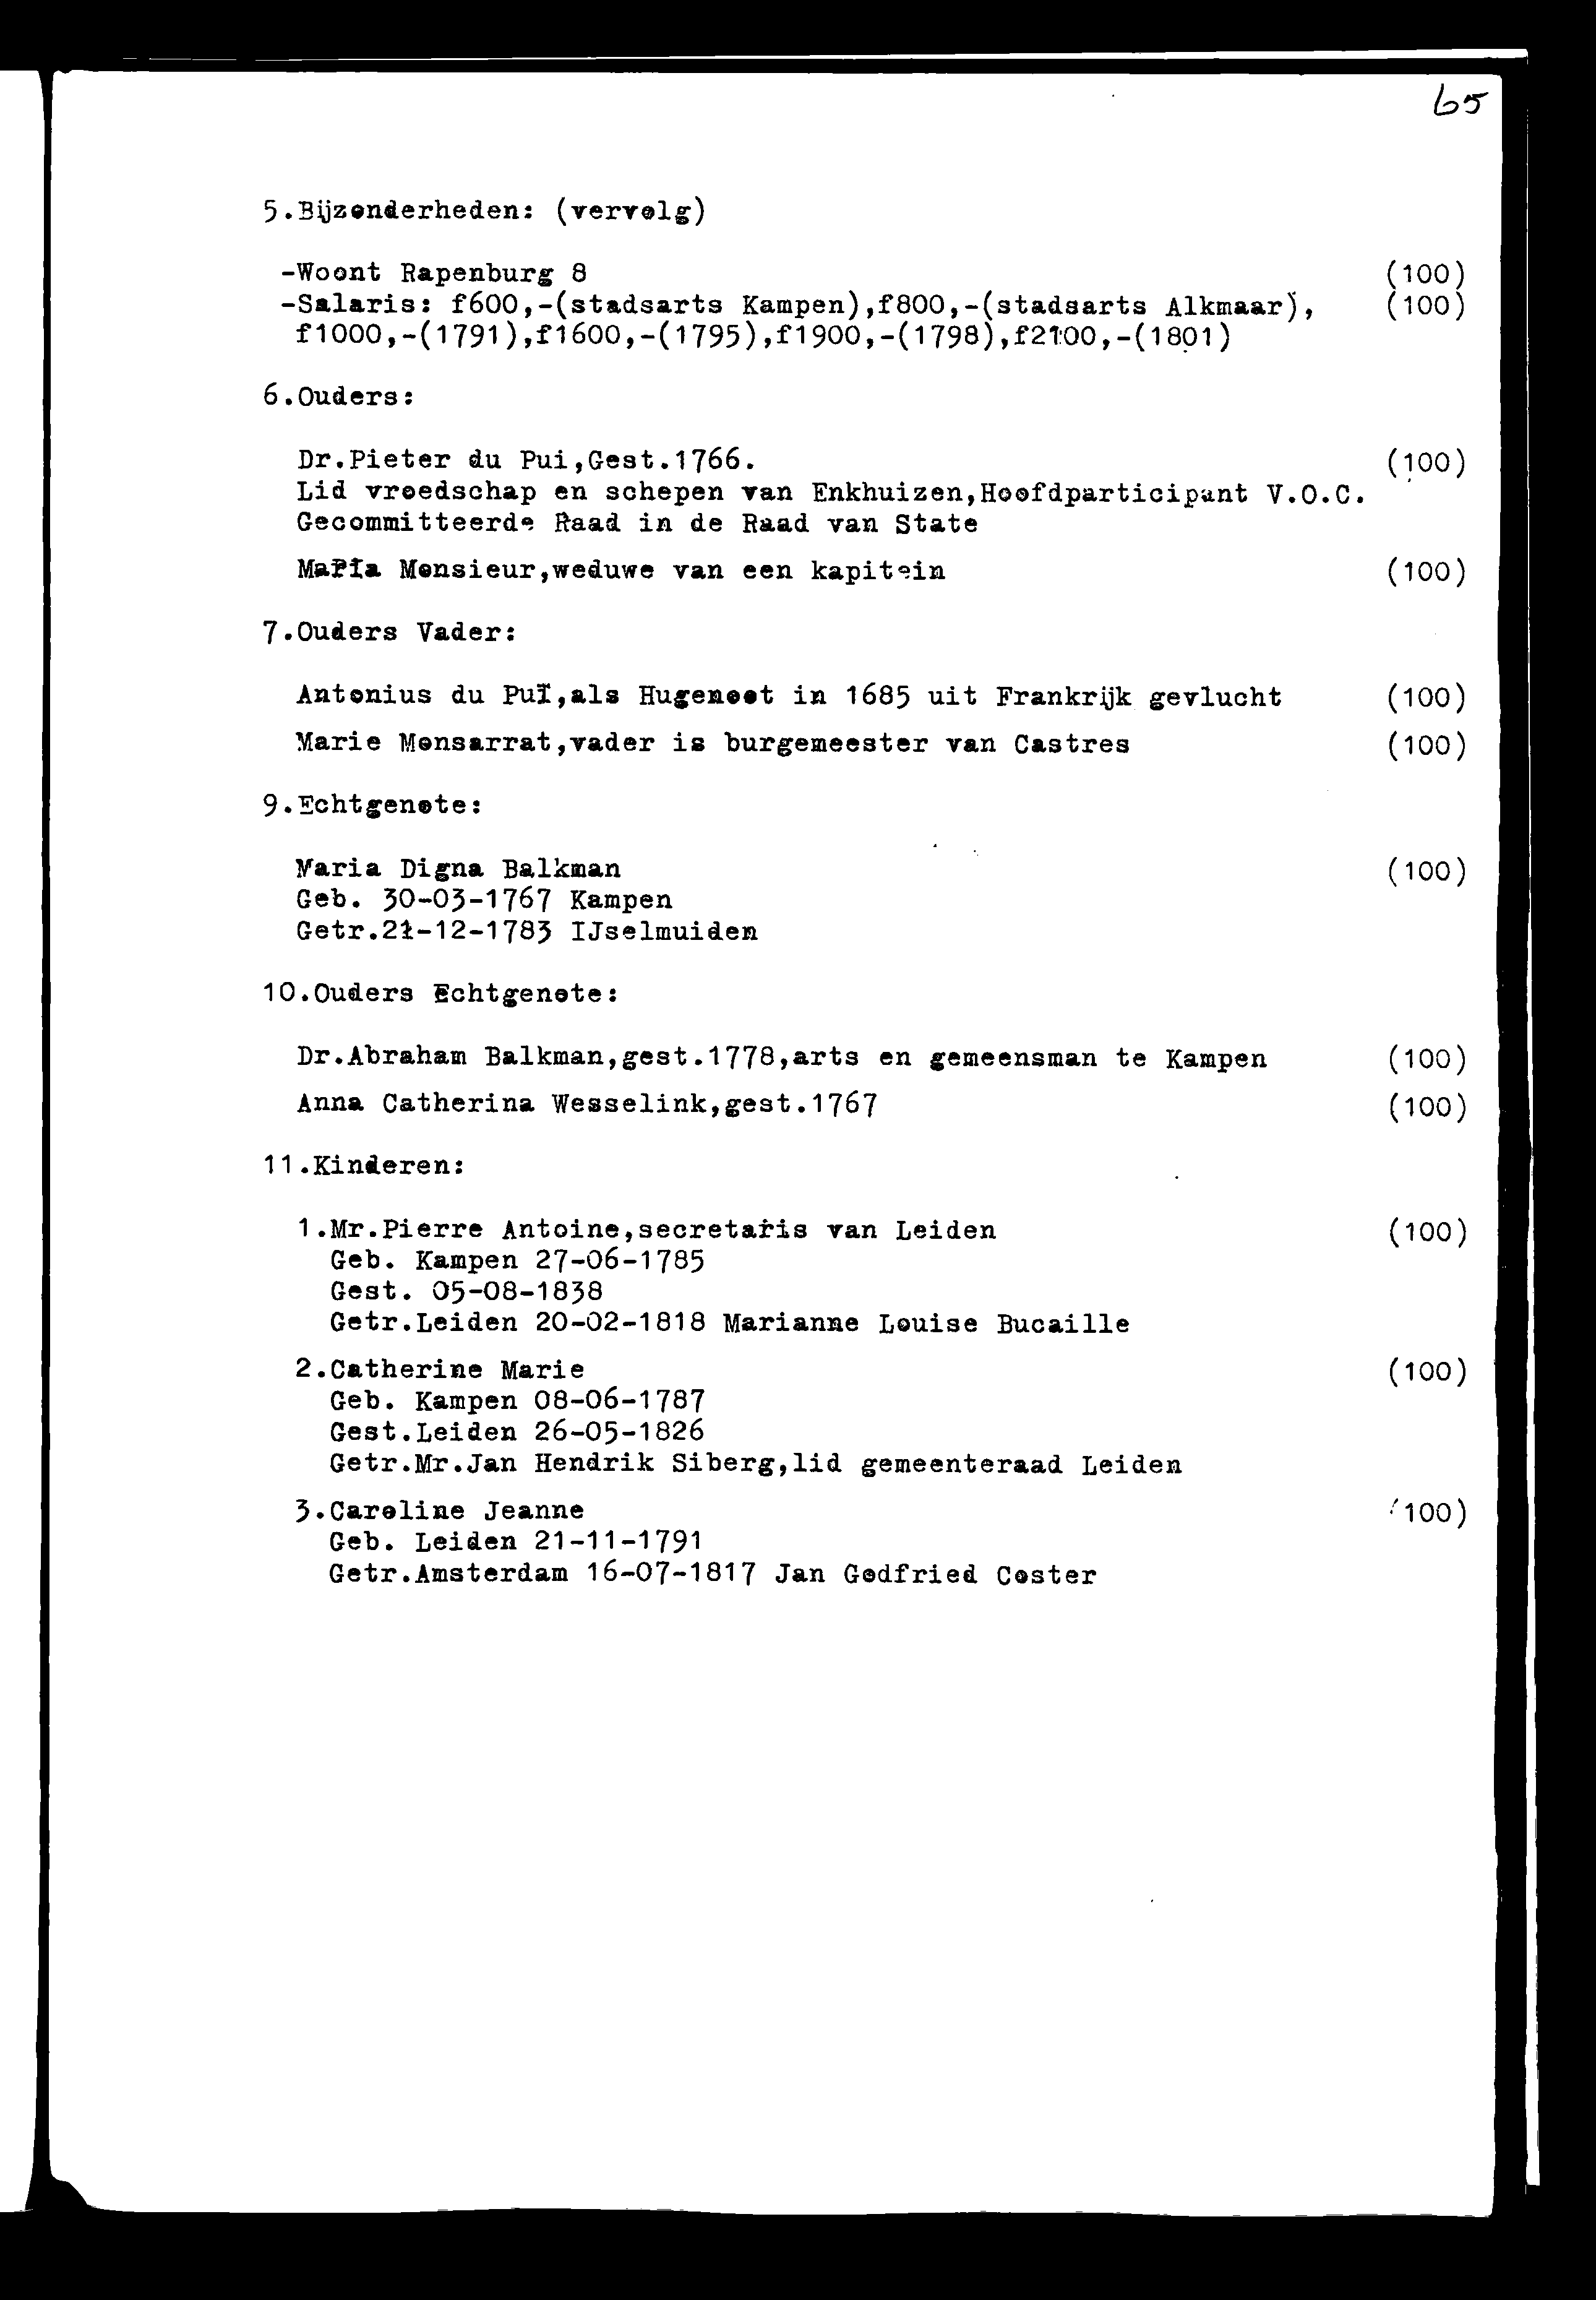 65
5.Bijzonderheden: (vervolg)
-Woont Rapenburg 8 (100)
-Salaris: f600,-(stadsarts Kampen),f800,-(stadsarts Alkmaar), (100)
f1000,-(1791),f1600,-(1795),f1900,-(1798),f2100,-(1801)
6.Ouders:
Dr.Pieter du Pui,Gest.1766. (100)
Lid vroedschap en schepen van Enkhuizen,Hoofdparticipant V.O.C.
Gecommitteerde Raad in de Raad van State
Maria Monsieur,weduwe van een kapitein (100)
7.Ouders Vader:
Antonius du Pui,als Hugenoot in 1685 uit Frankrijk gevlucht (100)
Marie Monsarrat,vader is burgemeester van Castres (100)
9.Echtgenote:
Maria Digna Balkman (100)
Geb. 30-03-1767 Kampen
Getr.21-12-1783 IJselmuiden
10.Ouders Echtgenote:
Dr.Abraham Balkman,gest.1778,arts en gemeensman te Kampen (100)
Anna Catherina Wesselink,gest.1767 (100)
11.Kinderen:
1.Mr.Pierre Antoine,secretaris van Leiden (100)
Geb. Kampen 27-06-1785
Gest. 05-08-1838
Getr.Leiden 20-02-1818 Marianne Louise Bucaille
2.Catherine Marie (100)
Geb. Kampen 08-06-1787
Gest.Leiden 26-05-1826
Getr.Mr.Jan Hendrik Siberg,lid gemeenteraad Leiden
3.Caroline Jeanne (100)
Geb. Leiden 21-11-1791
Getr.Amsterdam 16-07-1817 Jan Godfried Coster